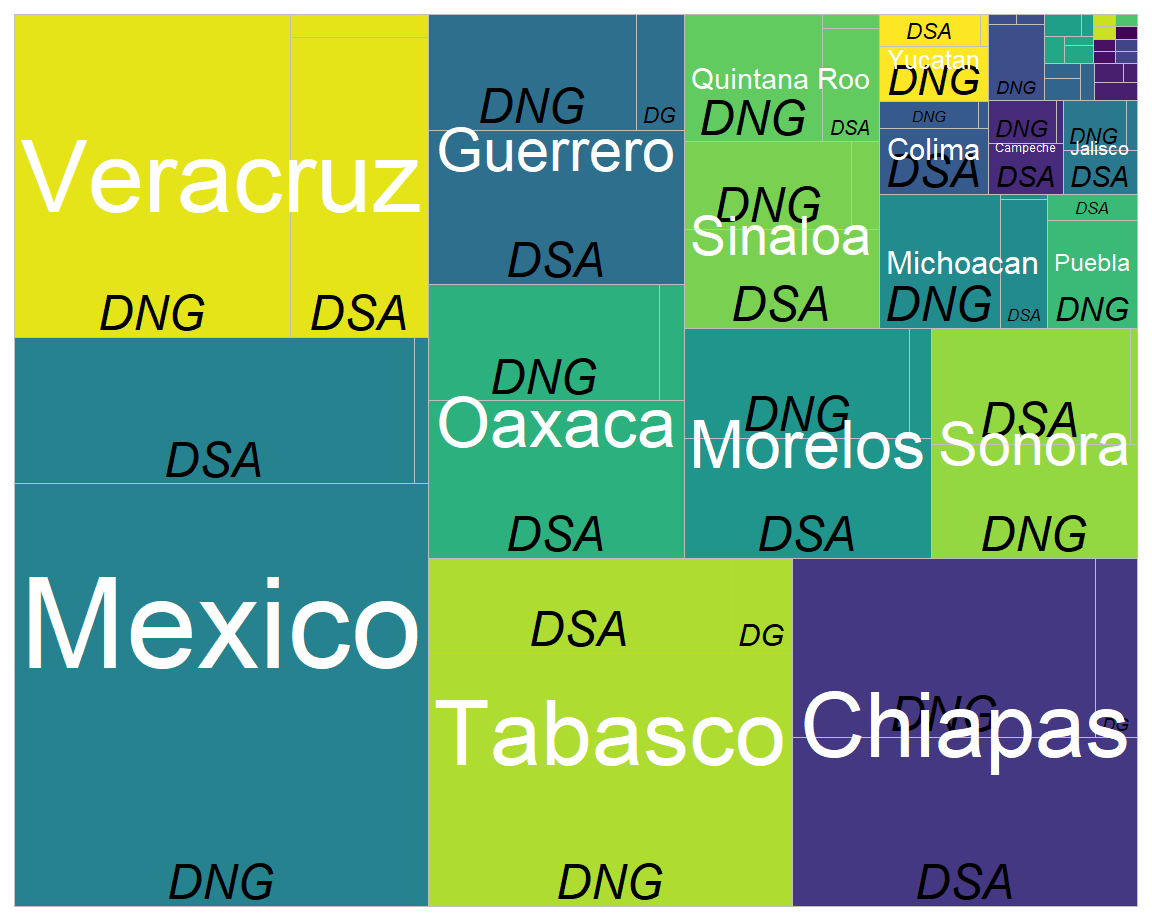 Veracruz
DNG
DSA
DSA
Mexico
DNG
DNG
DG
Guerrero
DSA
DNG
Oaxaca
DSA
Quintana Roo
DNG
DSA
DNG
Sinaloa
DSA
DSA
Yucatan
DNG
DNG
DNG
Colima
DSA
DNG
Campeche
DSA
DNG
Jalisco
DSA
Michoacan
DNG
DSA
DSA
Puebla
DNG
DNG
Morelos
DSA
DSA
Sonora
DNG
DSA
DG
Tabasco
DNG
DNG
DG
Chiapas
DSA